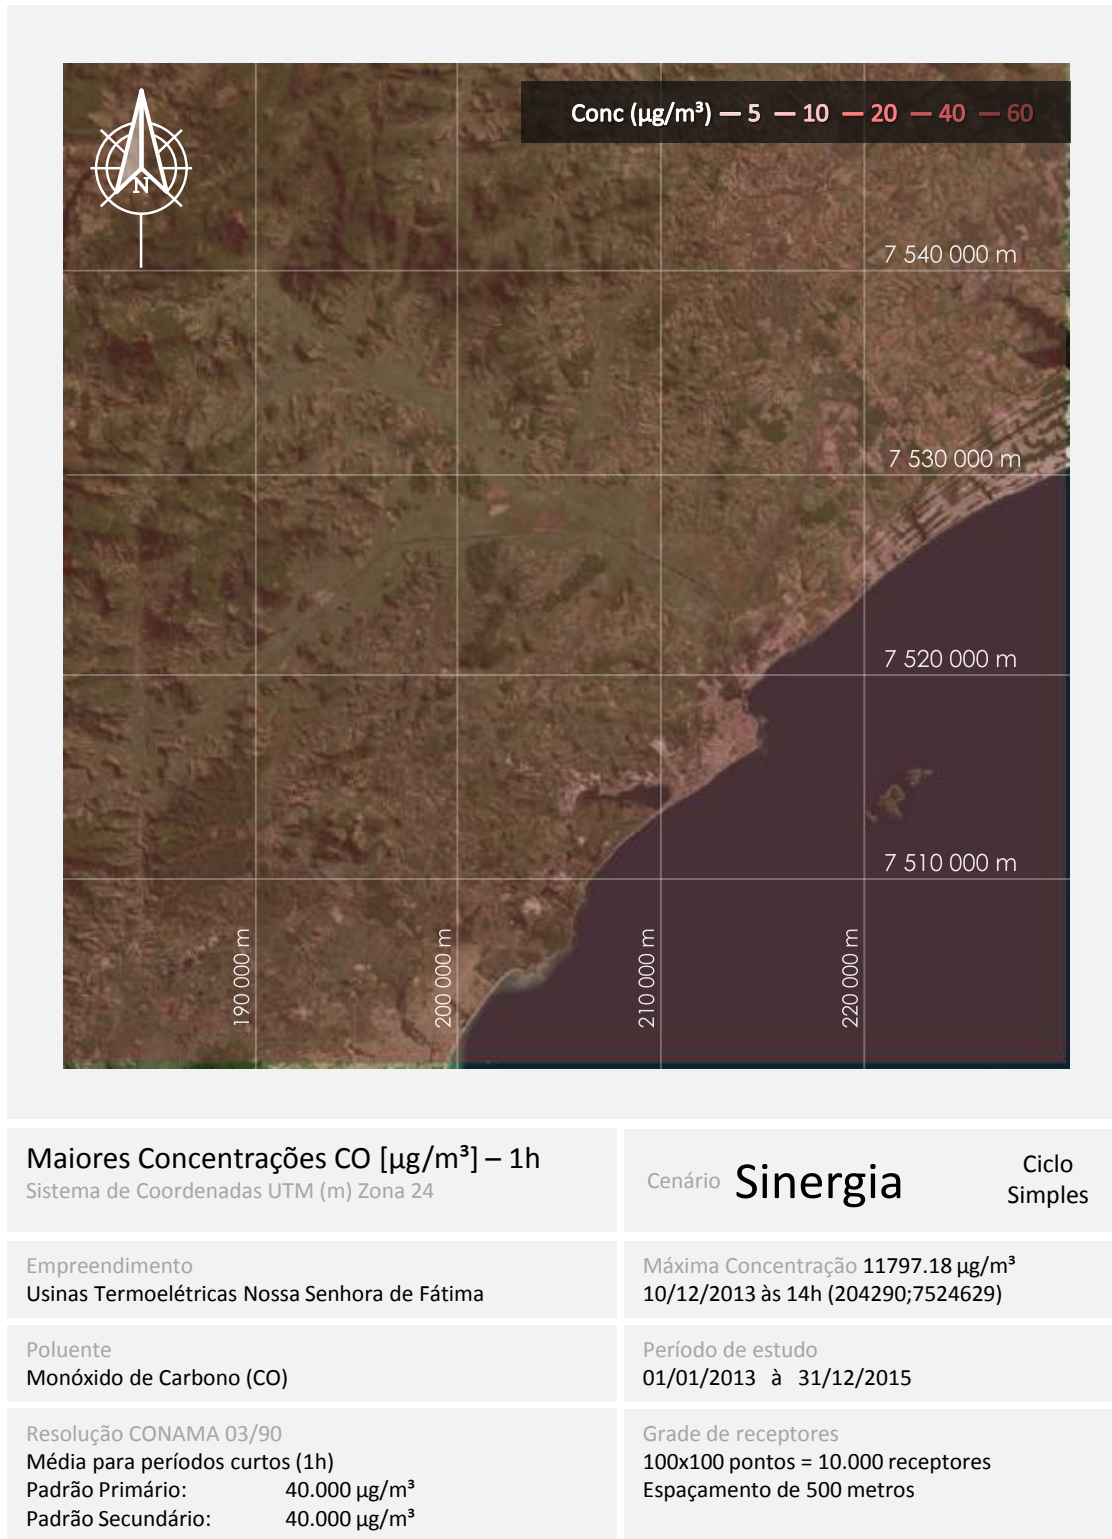 Conc (µg/m³) — 5 — 10 — 20 — 40 — 60
N
7 540 000 m
7 530 000 m
7 520 000 m
7 510 000 m
190 000 m
200 000 m
210 000 m
220 000 m
Maiores Concentrações CO [µg/m³] – 1h
Sistema de Coordenadas UTM (m) Zona 24
Cenário Sinergia
Ciclo
Simples
Empreendimento
Usinas Termoelétricas Nossa Senhora de Fátima
Máxima Concentração 11797.18 µg/m³
10/12/2013 às 14h (204290;7524629)
Poluente
Monóxido de Carbono (CO)
Período de estudo
01/01/2013 à 31/12/2015
Resolução CONAMA 03/90
Média para períodos curtos (1h)
Padrão Primário: 40.000 µg/m³
Padrão Secundário: 40.000 µg/m³
Grade de receptores
100x100 pontos = 10.000 receptores
Espaçamento de 500 metros